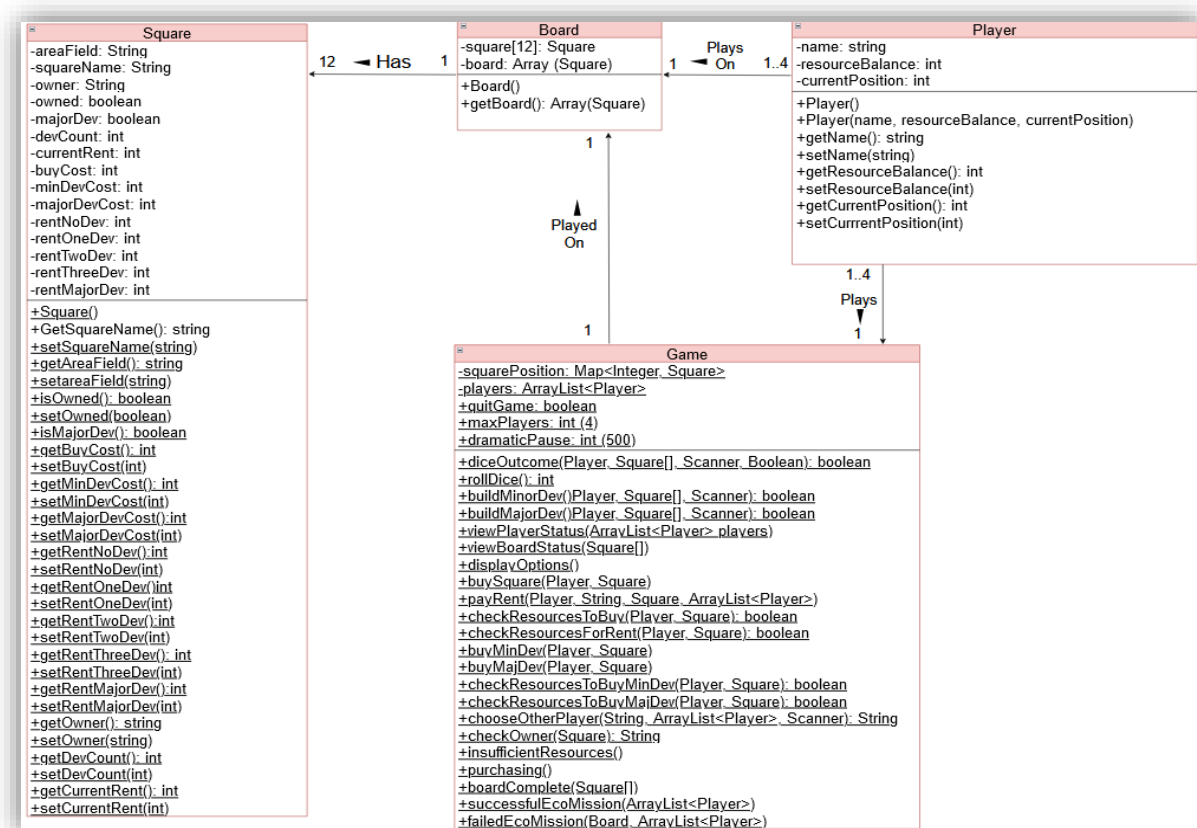 Square
-areaField: String
-squareName: String
-owner: String
-owned: boolean
-majorDev: boolean
-devCount: int
-currentRent: int
-buyCost: int
-minDevCost: int
-majorDevCost: int
-rentNoDev: int
-rentOneDev: int
-rentTwoDev: int
-rentThreeDev: int
-rentMajorDev: int
+Square()
+GetSquareName(): string
+setSquareName(string)
+getAreaField(): string
+setareaField(string)
+isOwned(): boolean
+setOwned(boolean)
+isMajorDev(): boolean
+getBuyCost(): int
+setBuyCost(int)
+getMinDevCost(): int
+setMinDevCost(int)
+getMajorDevCost():int
+setMajorDevCost(int)
+getRentNoDev():int
+setRentNoDev(int)
+getRentOneDev()int
+setRentOneDev(int)
+getRentTwoDev():int
+setRentTwoDev(int)
+getRentThreeDev(): int
+setRentThreeDev(int)
+getRentMajorDev():int
+setRentMajorDev(int)
+getOwner(): string
+setOwner(string)
+getDevCount(): int
+setDevCount(int)
+getCurrentRent(): int
+setCurrentRent(int)
12 Has 1
Board
-square[12]: Square
-board: Array (Square)
+Board()
+getBoard(): Array(Square)
Plays
1 On 1..4
Player
-name: string
-resourceBalance: int
-currentPosition: int
+Player()
+Player(name, resourceBalance, currentPosition)
+getName(): string
+setName(string)
+getResourceBalance(): int
+setResourceBalance(int)
+getCurrentPosition(): int
+setCurrrentPosition(int)
1
Played
On
1
1..4
Plays
1
Game
-squarePosition: Map<Integer, Square>
-players: ArrayList<Player>
+quitGame: boolean
+maxPlayers: int (4)
+dramaticPause: int (500)
+diceOutcome(Player, Square[], Scanner, Boolean): boolean
+rollDice(): int
+buildMinorDev()Player, Square[], Scanner): boolean
+buildMajorDev()Player, Square[], Scanner): boolean
+viewPlayerStatus(ArrayList<Player> players)
+viewBoardStatus(Square[])
+displayOptions()
+buySquare(Player, Square)
+payRent(Player, String, Square, ArrayList<Player>)
+checkResourcesToBuy(Player, Square): boolean
+checkResourcesForRent(Player, Square): boolean
+buyMinDev(Player, Square)
+buyMajDev(Player, Square)
+checkResourcesToBuyMinDev(Player, Square): boolean
+checkResourcesToBuyMajDev(Player, Square): boolean
+chooseOtherPlayer(String, ArrayList<Player>, Scanner): String
+checkOwner(Square): String
+insufficientResources()
+purchasing()
+boardComplete(Square[])
+successfulEcoMission(ArrayList<Player>)
+failedEcoMission(Board, ArrayList<Player>)